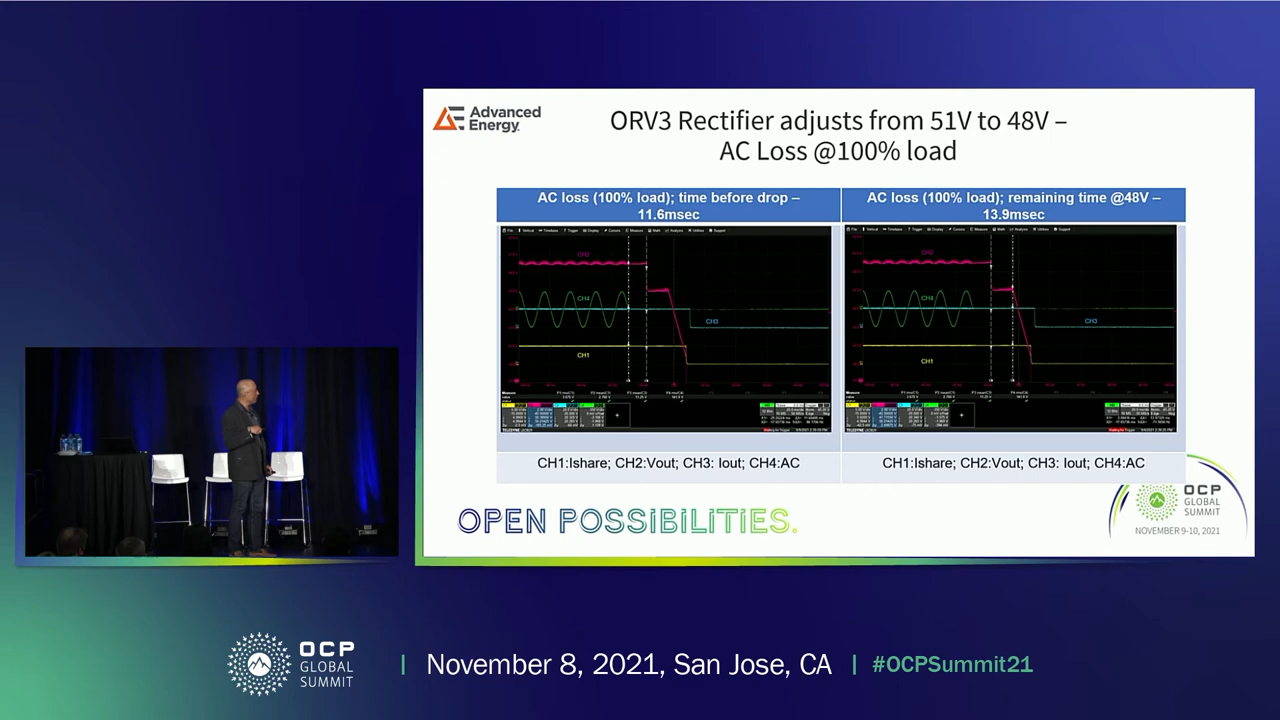 Advanced
Energy
ORV3 Rectifier adjusts from 51V to 48V –
AC Loss @100% load
AC loss (100% load); time before drop –
11.6msec
AC loss (100% load); remaining time @48V –
13.9msec
CH2
CH4
CH3
CH1
CH2
CH4
CH3
CH1
CH1:Ishare; CH2:Vout; CH3: Iout; CH4:AC
CH1:Ishare; CH2:Vout; CH3: Iout; CH4:AC
OPEN POSSIBILITIES.
OCP
GLOBAL
SUMMIT
NOVEMBER 9-10, 2021
OCP
GLOBAL
SUMMIT
| November 8, 2021, San Jose, CA | #OCPSummit21